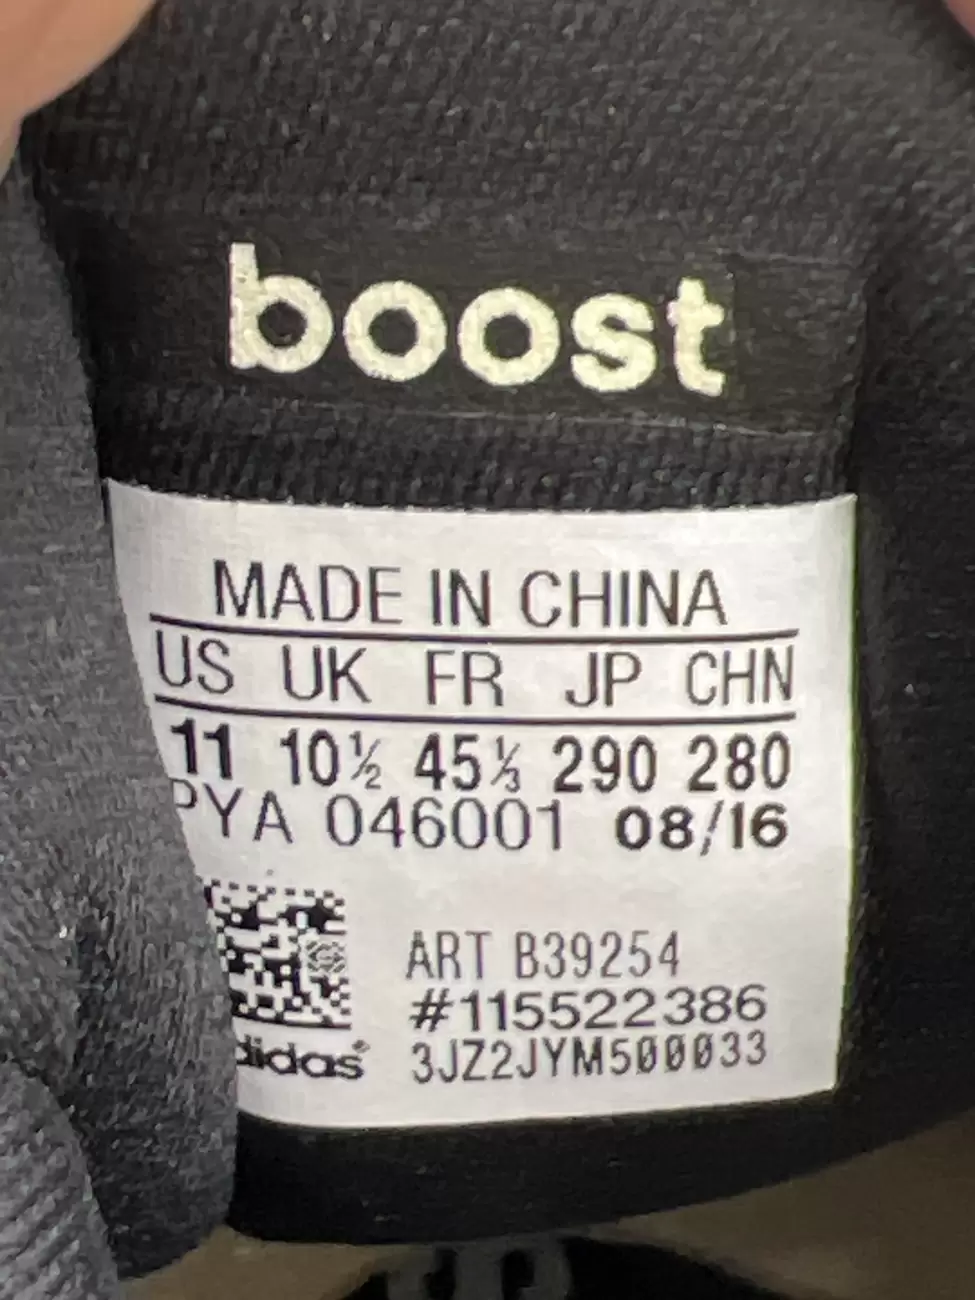 boost
MADE IN CHINA
US UK FR JP CHN
11 10½ 45⅓ 290 280
PYA 046001 08/16
ART B39254
#115522386
adidas® 3JZ2JYM500033